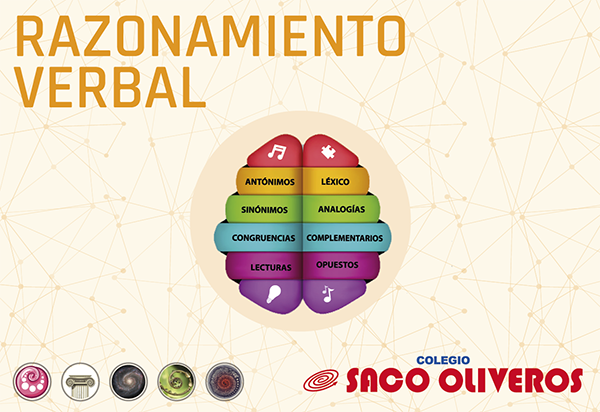 RAZONAMIENTO
VERBAL
ANTÓNIMOS
LÉXICO
SINÓNIMOS
ANALOGÍAS
CONGRUENCIAS
COMPLEMENTARIOS
LECTURAS
OPUESTOS
COLEGIO
SACO OLIVEROS